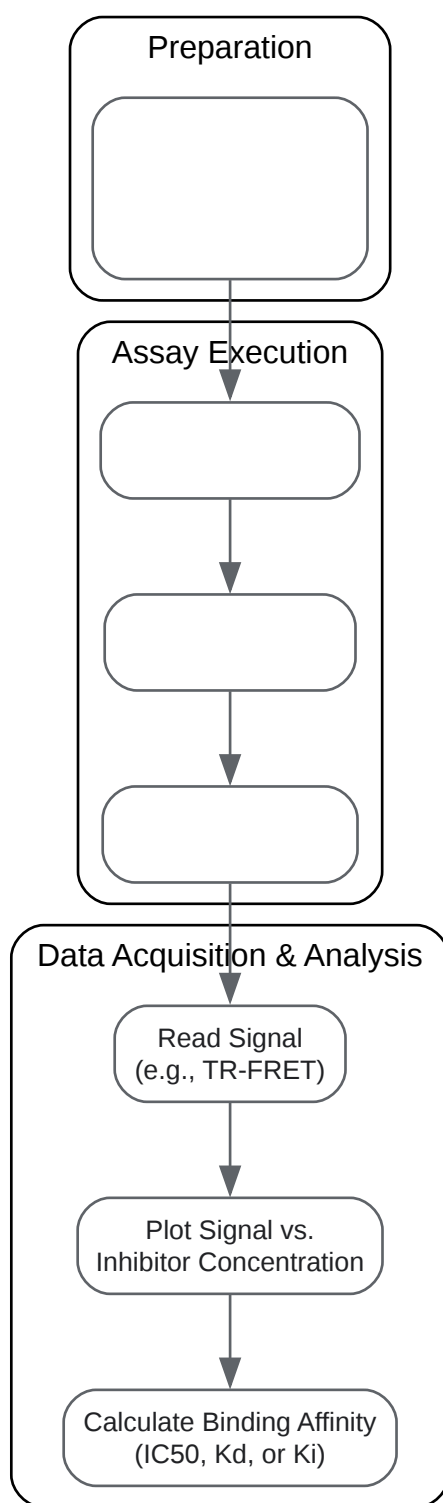 Preparation
Assay Execution
Data Acquisition & Analysis
Read Signal
(e.g., TR-FRET)
Plot Signal vs.
Inhibitor Concentration
Calculate Binding Affinity
(IC50, Kd, or Ki)